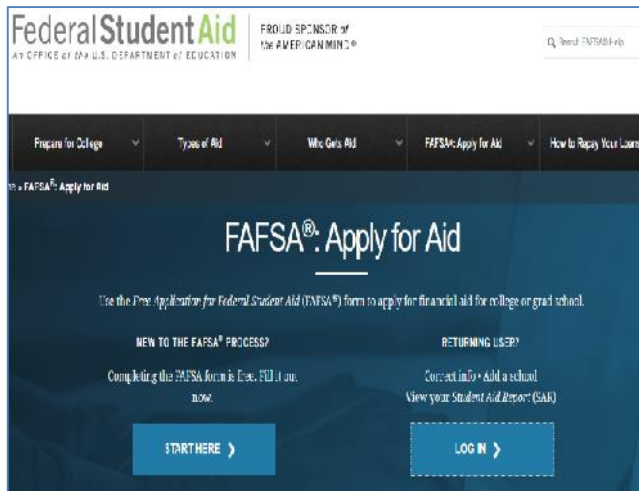 Federal Student Aid
An OFFICE of the U.S. DEPARTMENT of EDUCATION
PROUD SPONSOR of
the AMERICAN MIND®
Search FAFSA® Help
Prepare for College
Types of Aid
Who Gets Aid
FAFSA®: Apply for Aid
How to Repay Your Loans
» FAFSA®: Apply for Aid
FAFSA®: Apply for Aid
Use the Free Application for Federal Student Aid (FAFSA®) form to apply for financial aid for college or grad school.
NEW TO THE FAFSA® PROCESS?
Completing the FAFSA form is free. Fill it out
now.
START HERE ❯
RETURNING USER?
Correct info • Add a school
View your Student Aid Report (SAR)
LOG IN ❯